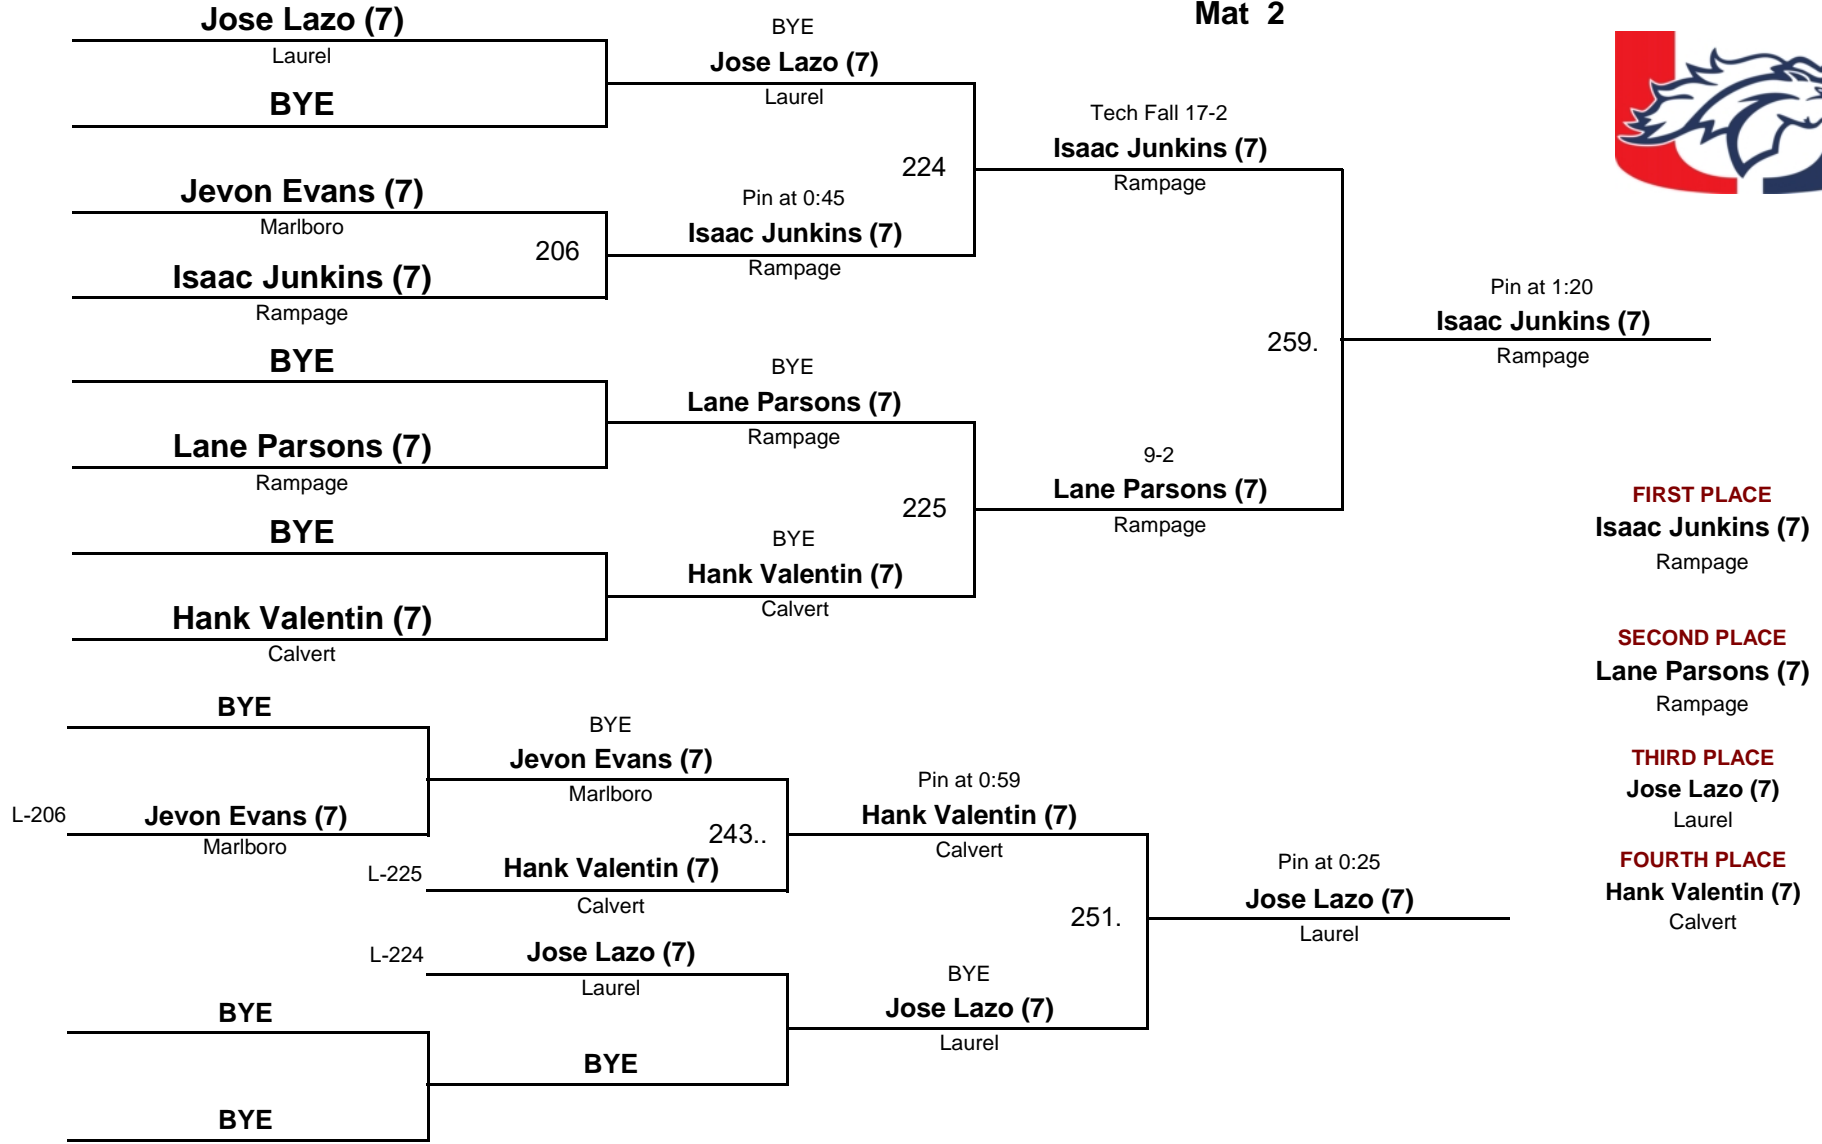 Mat 2
Jose Lazo (7)
Laurel
BYE
Jevon Evans (7)
Marlboro
206
Isaac Junkins (7)
Rampage
BYE
Lane Parsons (7)
Rampage
BYE
Hank Valentin (7)
Calvert
BYE
Jose Lazo (7)
Laurel
224
Pin at 0:45
Isaac Junkins (7)
Rampage
BYE
Lane Parsons (7)
Rampage
225
BYE
Hank Valentin (7)
Calvert
Tech Fall 17-2
Isaac Junkins (7)
Rampage
259.
9-2
Lane Parsons (7)
Rampage
Pin at 1:20
Isaac Junkins (7)
Rampage
FIRST PLACE
Isaac Junkins (7)
Rampage
SECOND PLACE
Lane Parsons (7)
Rampage
THIRD PLACE
Jose Lazo (7)
Laurel
FOURTH PLACE
Hank Valentin (7)
Calvert
BYE
L-206
Jevon Evans (7)
Marlboro
BYE
Jevon Evans (7)
Marlboro
243..
L-225
Hank Valentin (7)
Calvert
L-224
Jose Lazo (7)
Laurel
BYE
BYE
BYE
Pin at 0:59
Hank Valentin (7)
Calvert
251.
BYE
Jose Lazo (7)
Laurel
Pin at 0:25
Jose Lazo (7)
Laurel